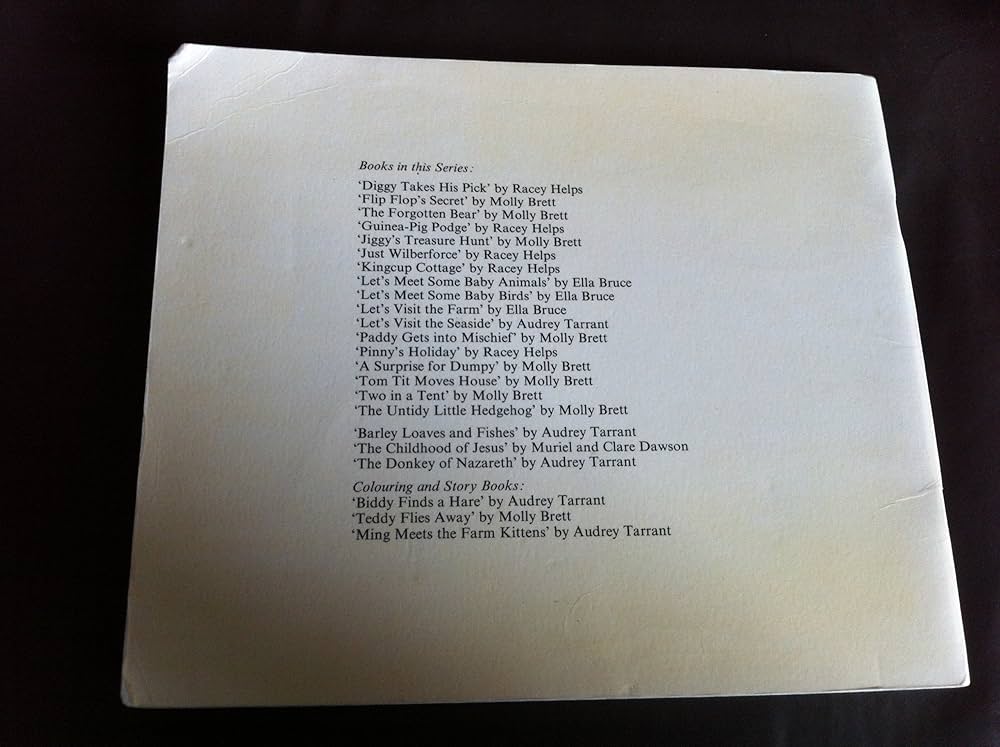 Books in this Series:
‘Diggy Takes His Pick’ by Racey Helps
‘Flip Flop’s Secret’ by Molly Brett
‘The Forgotten Bear’ by Molly Brett
‘Guinea-Pig Podge’ by Racey Helps
‘Jiggy’s Treasure Hunt’ by Molly Brett
‘Just Wilberforce’ by Racey Helps
‘Kingcup Cottage’ by Racey Helps
‘Let’s Meet Some Baby Animals’ by Ella Bruce
‘Let’s Meet Some Baby Birds’ by Ella Bruce
‘Let’s Visit the Farm’ by Ella Bruce
‘Let’s Visit the Seaside’ by Audrey Tarrant
‘Paddy Gets into Mischief’ by Molly Brett
‘Pinny’s Holiday’ by Racey Helps
‘A Surprise for Dumpy’ by Molly Brett
‘Tom Tit Moves House’ by Molly Brett
‘Two in a Tent’ by Molly Brett
‘The Untidy Little Hedgehog’ by Molly Brett
‘Barley Loaves and Fishes’ by Audrey Tarrant
‘The Childhood of Jesus’ by Muriel and Clare Dawson
‘The Donkey of Nazareth’ by Audrey Tarrant
Colouring and Story Books:
‘Biddy Finds a Hare’ by Audrey Tarrant
‘Teddy Flies Away’ by Molly Brett
‘Ming Meets the Farm Kittens’ by Audrey Tarrant